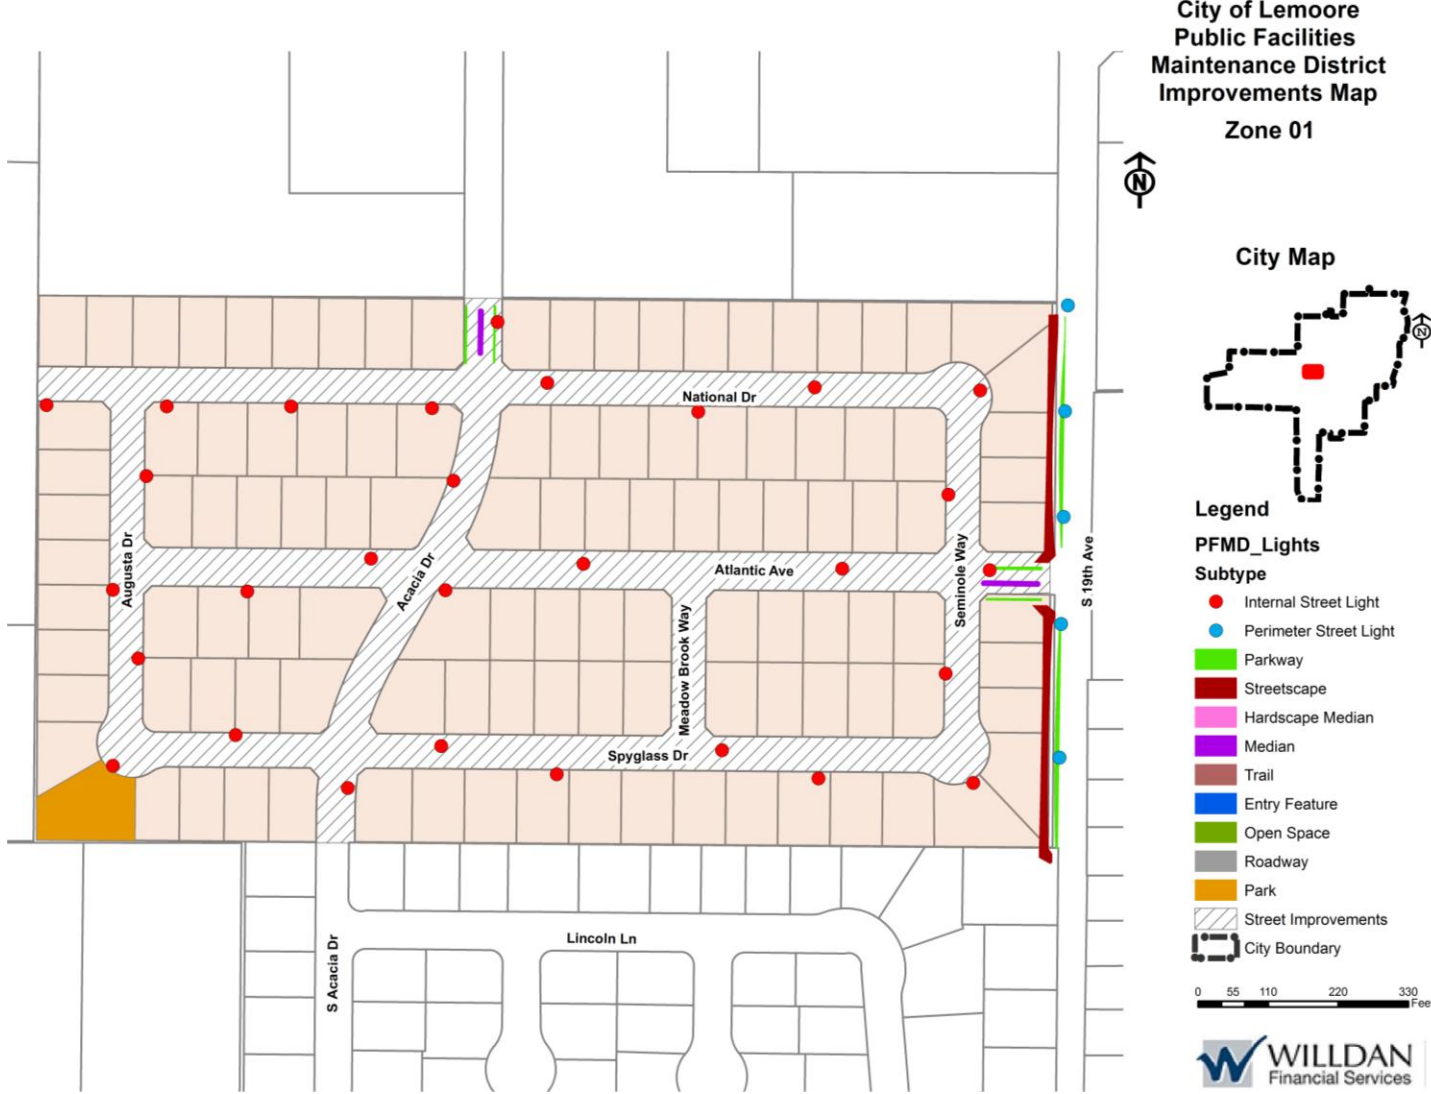 City of Lemoore
Public Facilities
Maintenance District
Improvements Map
Zone 01
N
City Map
N
National Dr
Augusta Dr
Acacia Dr
Atlantic Ave
Seminole Way
S 19th Ave
Meadow Brook Way
Spyglass Dr
Lincoln Ln
S Acacia Dr
Legend
PFMD_Lights
Subtype
Internal Street Light
Perimeter Street Light
Parkway
Streetscape
Hardscape Median
Median
Trail
Entry Feature
Open Space
Roadway
Park
Street Improvements
City Boundary
0 55 110 220 330
Fee
WILLDAN
Financial Services